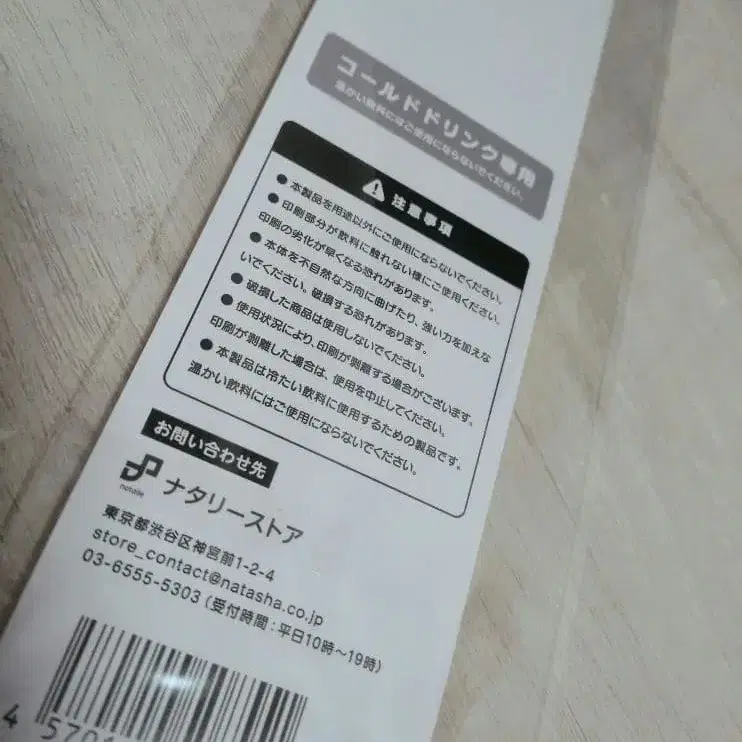 コールドドリンク専用
温かい飲料にはご使用にならないでください。
注意事項
● 本製品を用途以外にご使用にならないでください。
● 印刷部分が飲料に触れない様にご使用ください。
印刷の劣化が早くなる恐れがあります。
● 本体を不自然な方向に曲げたり、強い力を加えな
いでください。破損する恐れがあります。
● 破損した商品は使用しないでください。
● 使用状況により、印刷が剥離する場合がございます。
印刷が剥離した場合は、使用を中止してください。
● 本製品は冷たい飲料に使用するための製品です。
温かい飲料にはご使用にならないでください。
お問い合わせ先
natalie
ナタリーストア
東京都渋谷区神宮前1-2-4
store_contact@natasha.co.jp
03-6555-5303（受付時間：平日10時～19時）
4 570